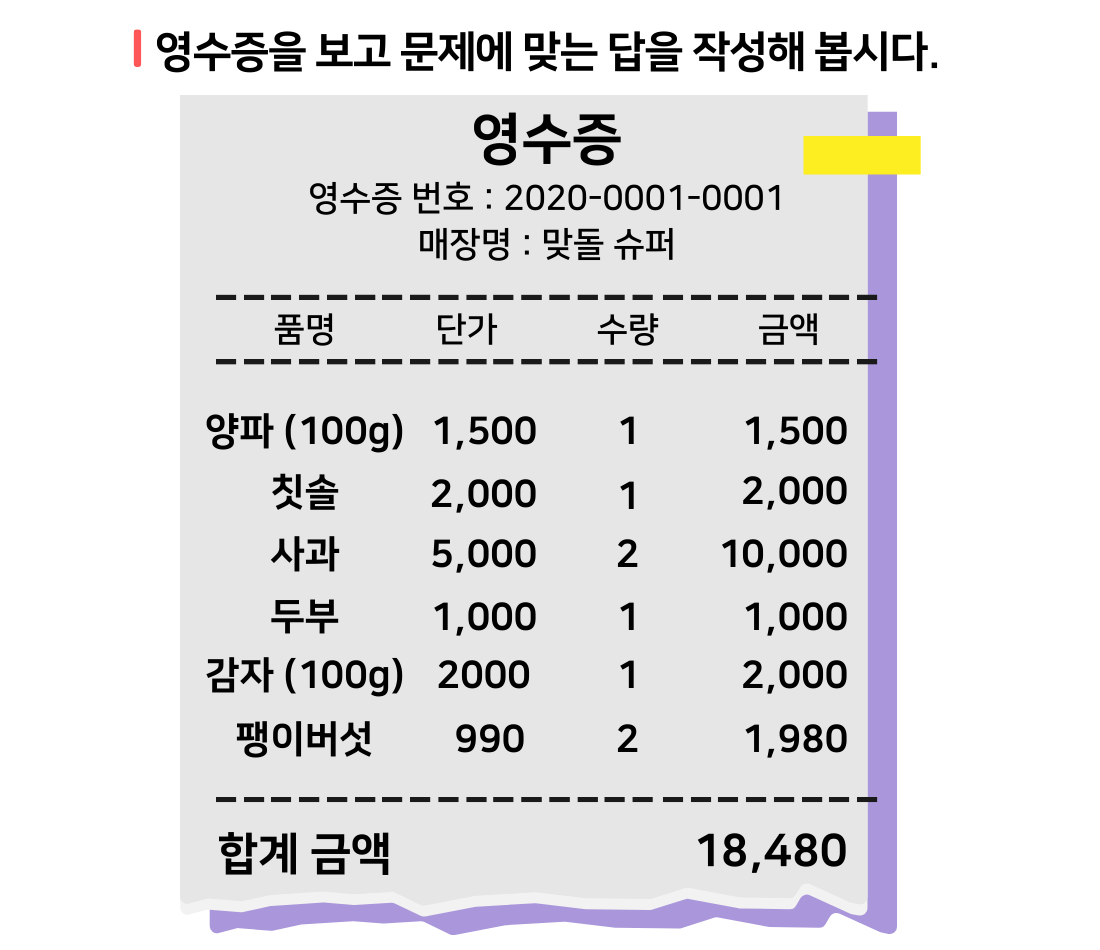 영수증을 보고 문제에 맞는 답을 작성해 봅시다.
영수증
영수증 번호 : 2020-0001-0001
매장명 : 맞돌 슈퍼
품명 단가 수량 금액
양파 (100g) 1,500 1 1,500
칫솔 2,000 1 2,000
사과 5,000 2 10,000
두부 1,000 1 1,000
감자 (100g) 2000 1 2,000
팽이버섯 990 2 1,980
합계 금액 18,480